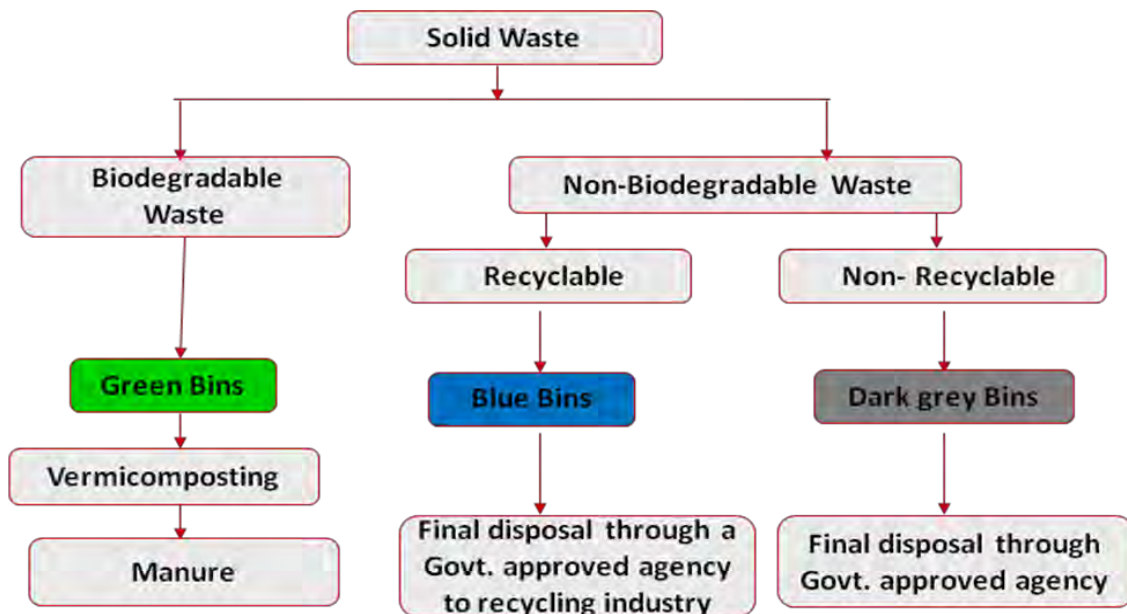 Solid Waste
Biodegradable
Waste
Non-Biodegradable Waste
Recyclable
Non- Recyclable
Green Bins
Blue Bins
Dark grey Bins
Vermicomposting
Manure
Final disposal through a
Govt. approved agency
to recycling industry
Final disposal through
Govt. approved agency